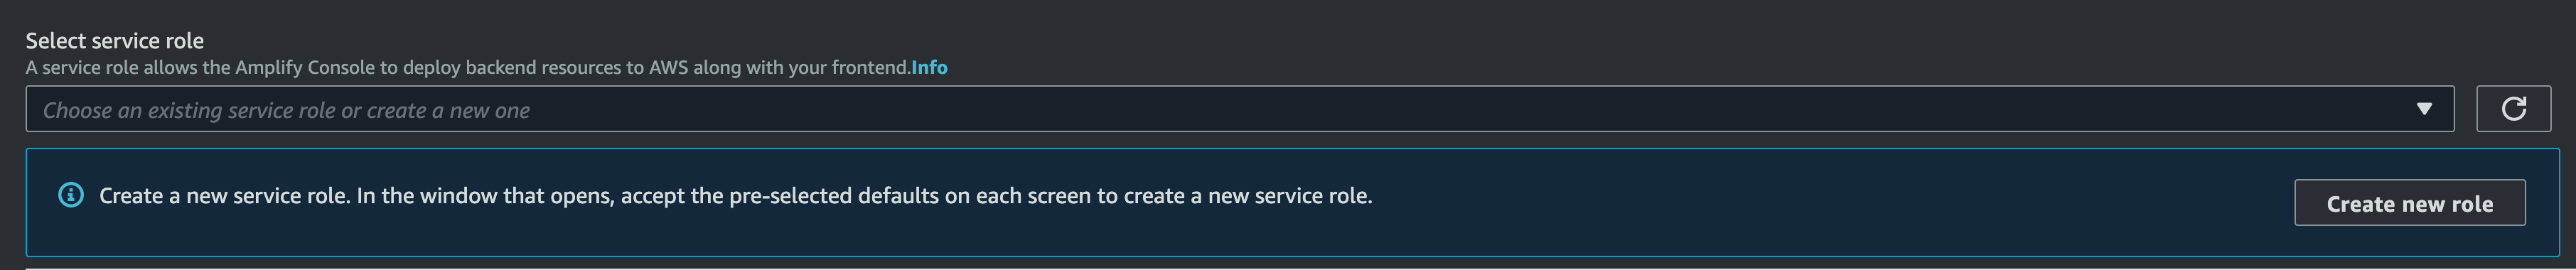 Select service role
A service role allows the Amplify Console to deploy backend resources to AWS along with your frontend.Info
Choose an existing service role or create a new one
Create a new service role. In the window that opens, accept the pre-selected defaults on each screen to create a new service role.
Create new role